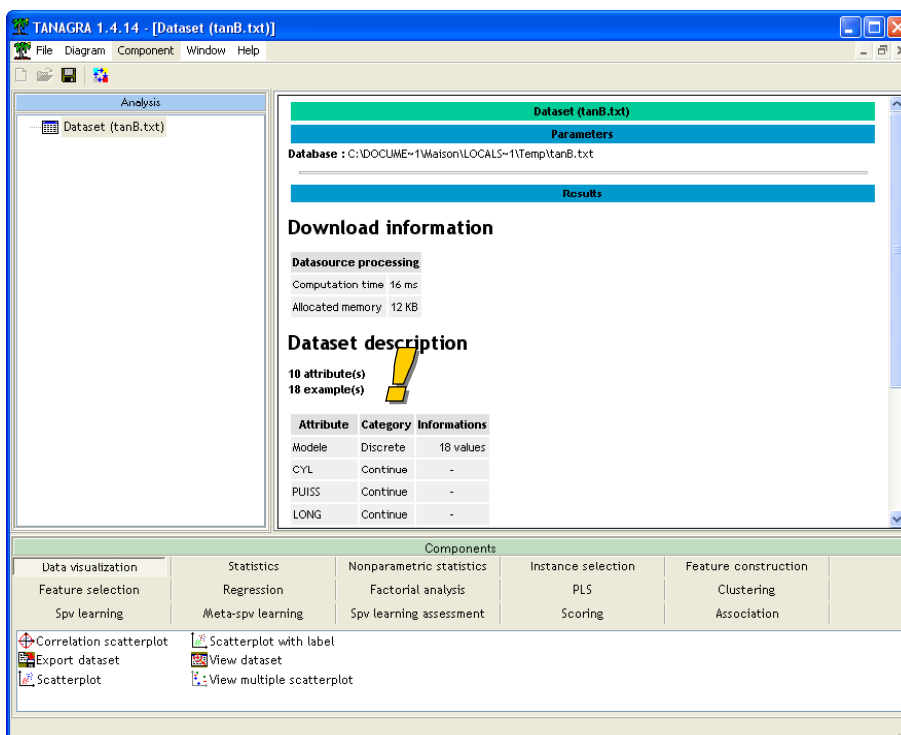 TANAGRA 1.4.14 - [Dataset (tanB.txt)]
File Diagram Component Window Help
Analysis
Dataset (tanB.txt)
Dataset (tanB.txt)
Parameters
Database : C:\DOCUME~1\Maison\LOCALS~1\Temp\tanB.txt
Results
Download information
Datasource processing
Computation time 16 ms
Allocated memory 12 KB
Dataset description
10 attribute(s)
18 example(s)
Attribute Category Informations
Modele Discrete 18 values
CYL Continue -
PUISS Continue -
LONG Continue -
Components
Data visualization Statistics Nonparametric statistics Instance selection Feature construction
Feature selection Regression Factorial analysis PLS Clustering
Spv learning Meta-spv learning Spv learning assessment Scoring Association
Correlation scatterplot Scatterplot with label
Export dataset View dataset
Scatterplot View multiple scatterplot